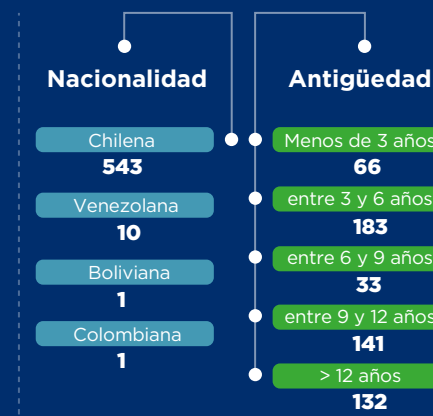 Nacionalidad
Chilena
543
Venezolana
10
Boliviana
1
Colombiana
1
Antigüedad
Menos de 3 años
66
entre 3 y 6 años
183
entre 6 y 9 años
33
entre 9 y 12 años
141
> 12 años
132